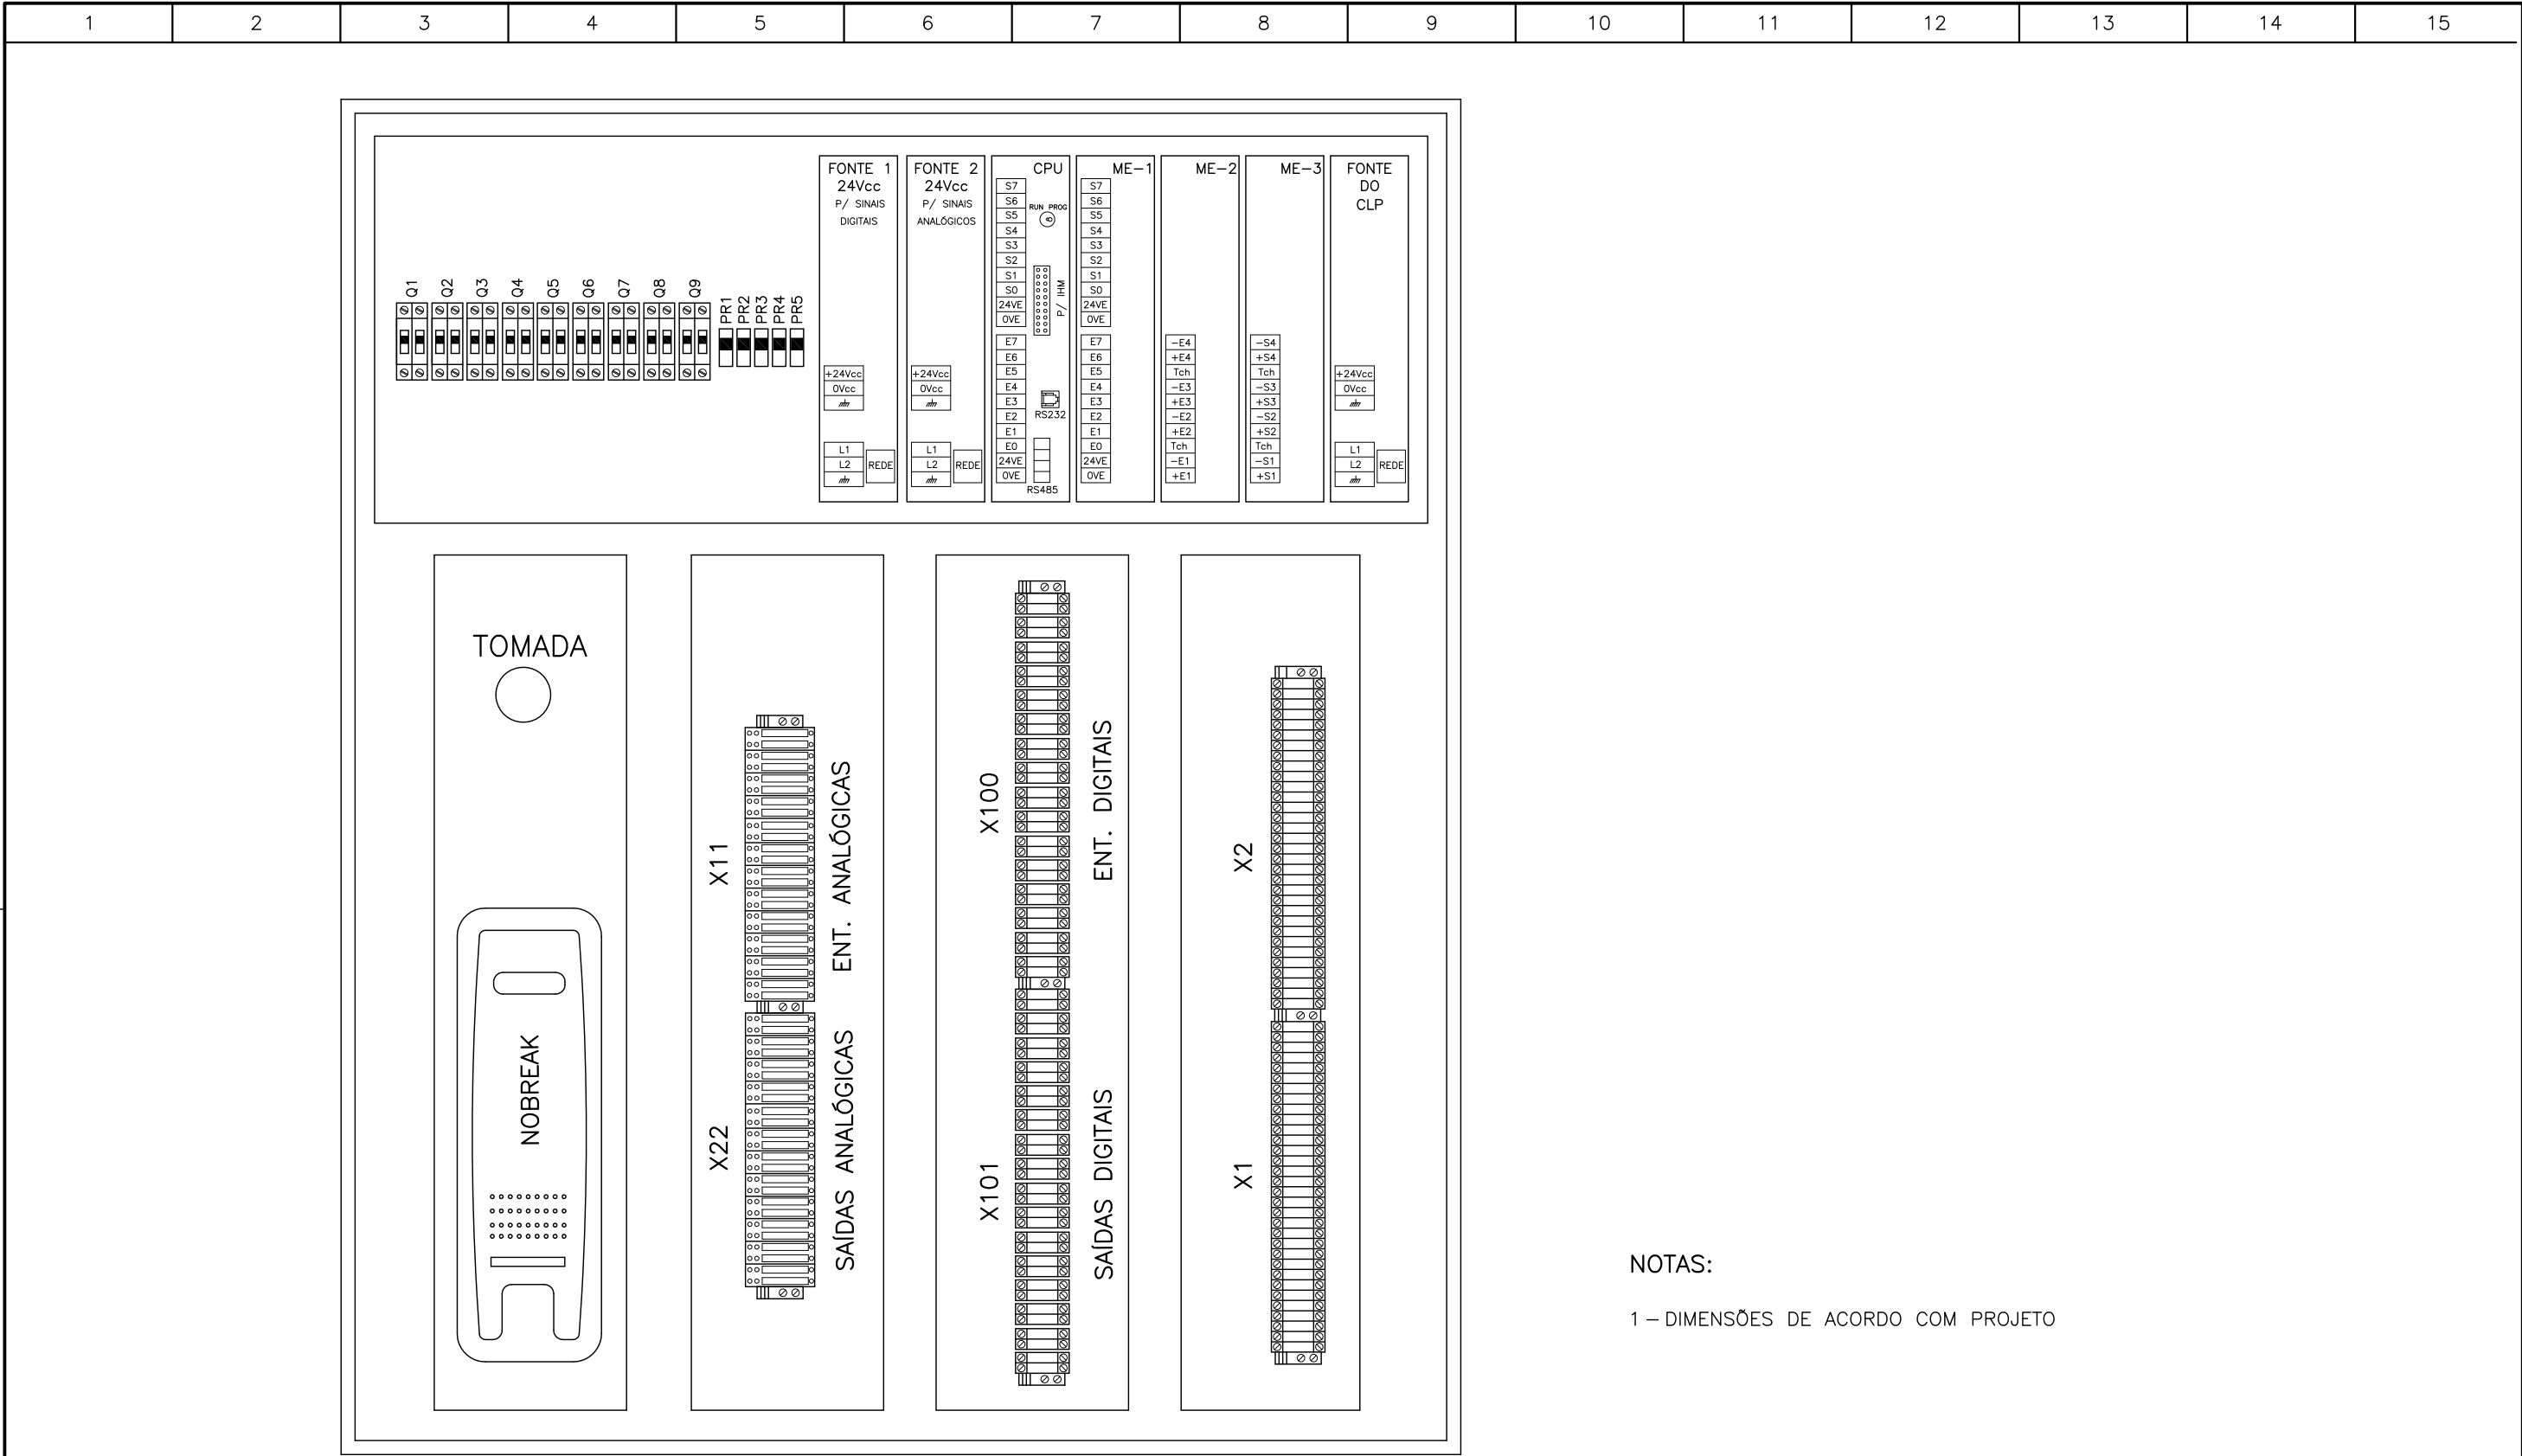 1 2 3 4 5 6 7 8 9 10 11 12 13 14 15
Q1
Q2
Q3
Q4
Q5
Q6
Q7
Q8
Q9
PR1
PR2
PR3
PR4
PR5
FONTE 1
24Vcc
P/ SINAIS
DIGITAIS
+24Vcc
0Vcc
L1
L2
REDE
FONTE 2
24Vcc
P/ SINAIS
ANALÓGICOS
+24Vcc
0Vcc
L1
L2
REDE
CPU
S7
S6
S5
S4
S3
S2
S1
S0
24VE
0VE
E7
E6
E5
E4
E3
E2
E1
E0
24VE
0VE
RUN PROG
P/ IHM
RS232
RS485
ME-1
S7
S6
S5
S4
S3
S2
S1
S0
24VE
0VE
E7
E6
E5
E4
E3
E2
E1
E0
24VE
0VE
ME-2
-E4
+E4
Tch
-E3
+E3
-E2
+E2
Tch
-E1
+E1
ME-3
-S4
+S4
Tch
-S3
+S3
-S2
+S2
Tch
-S1
+S1
FONTE
DO
CLP
+24Vcc
0Vcc
L1
L2
REDE
TOMADA
NOBREAK
X11
ENT. ANALÓGICAS
X22
SAÍDAS ANALÓGICAS
X100
ENT. DIGITAIS
X101
SAÍDAS DIGITAIS
X2
X1
NOTAS:
1 - DIMENSÕES DE ACORDO COM PROJETO